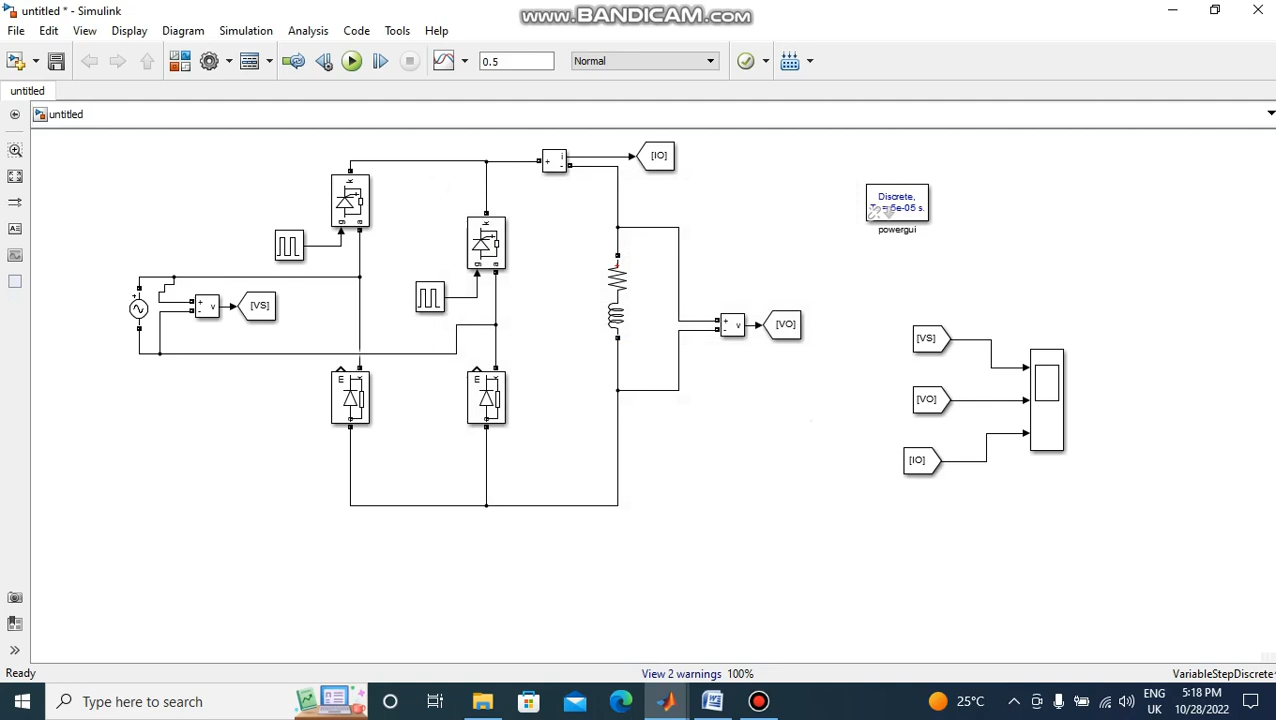 untitled * - Simulink
www.BANDICAM.com
File Edit View Display Diagram Simulation Analysis Code Tools Help
0.5 Normal
untitled
untitled
[IO]
k
g a
k
g a
Discrete,
5e-05 s.
powergui
[VS]
+
- v
[VO]
+
- v
[VS]
m k
m k
[VO]
[IO]
i
+ -
Ready View 2 warnings 100% VariableStepDiscrete
Type here to search
25°C
ENG
UK
5:18 PM
10/28/2022